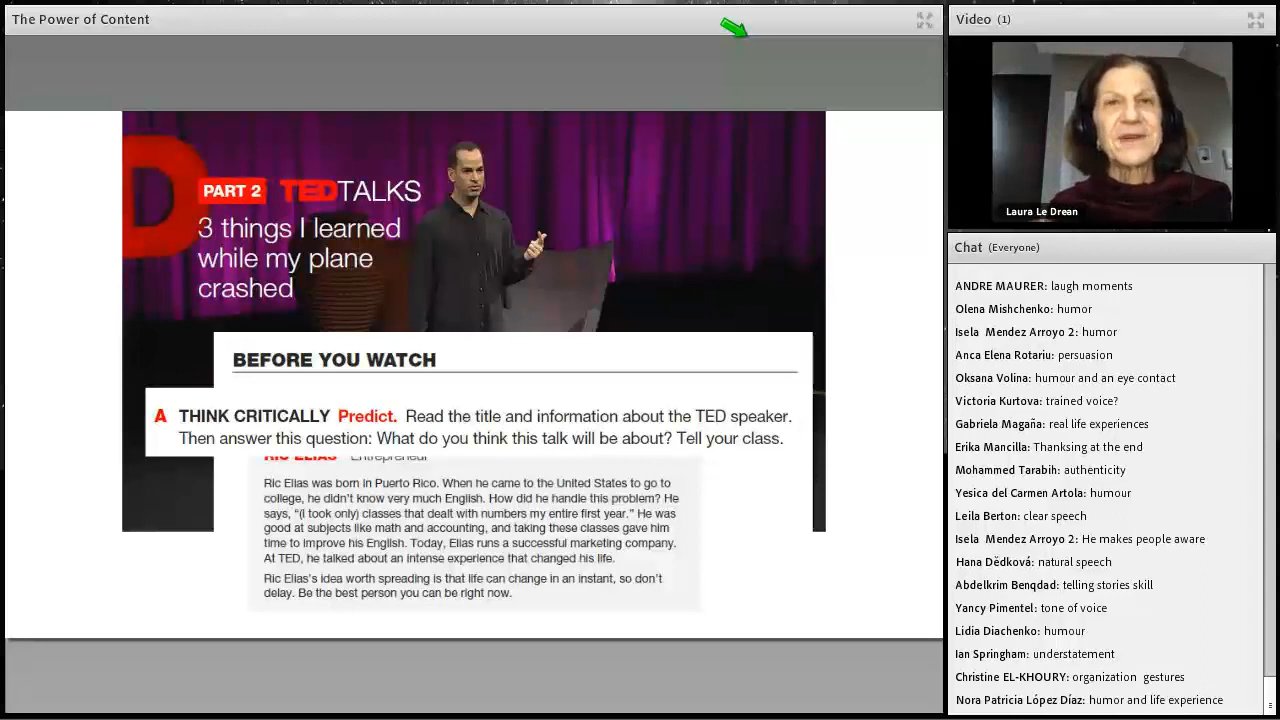 The Power of Content
PART 2 TEDTALKS
3 things I learned
while my plane
crashed
BEFORE YOU WATCH
A THINK CRITICALLY Predict. Read the title and information about the TED speaker.
Then answer this question: What do you think this talk will be about? Tell your class.
RIC ELIAS Entrepreneur
Ric Elias was born in Puerto Rico. When he came to the United States to go to
college, he didn't know very much English. How did he handle this problem? He
says, "(I took only) classes that dealt with numbers my entire first year." He was
good at subjects like math and accounting, and taking these classes gave him
time to improve his English. Today, Elias runs a successful marketing company.
At TED, he talked about an intense experience that changed his life.
Ric Elias's idea worth spreading is that life can change in an instant, so don't
delay. Be the best person you can be right now.
Video (1)
Laura Le Drean
Chat (Everyone)
ANDRE MAURER: laugh moments
Olena Mishchenko: humor
Isela Mendez Arroyo 2: humor
Anca Elena Rotariu: persuasion
Oksana Volina: humour and an eye contact
Victoria Kurtova: trained voice?
Gabriela Magaña: real life experiences
Erika Mancilla: Thanksing at the end
Mohammed Tarabih: authenticity
Yesica del Carmen Artola: humour
Leila Berton: clear speech
Isela Mendez Arroyo 2: He makes people aware
Hana Dědková: natural speech
Abdelkrim Benqdad: telling stories skill
Yancy Pimentel: tone of voice
Lidia Diachenko: humour
Ian Springham: understatement
Christine EL-KHOURY: organization gestures
Nora Patricia López Díaz: humor and life experience